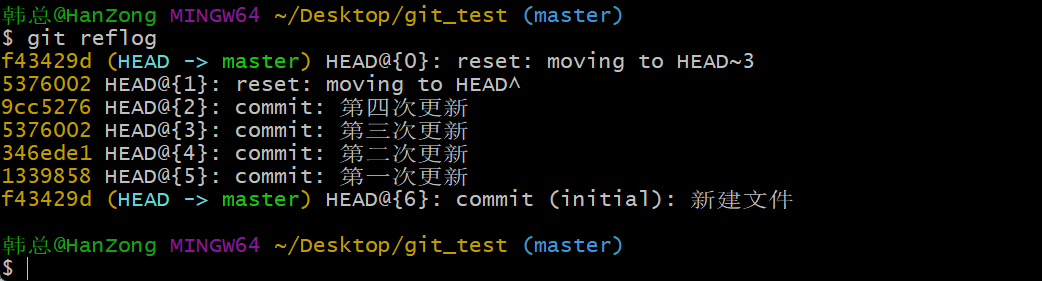 韩总@HanZong MINGW64 ~/Desktop/git_test (master)
$ git reflog
f43429d (HEAD -> master) HEAD@{0}: reset: moving to HEAD~3
5376002 HEAD@{1}: reset: moving to HEAD^
9cc5276 HEAD@{2}: commit: 第四次更新
5376002 HEAD@{3}: commit: 第三次更新
346ede1 HEAD@{4}: commit: 第二次更新
1339858 HEAD@{5}: commit: 第一次更新
f43429d (HEAD -> master) HEAD@{6}: commit (initial): 新建文件
韩总@HanZong MINGW64 ~/Desktop/git_test (master)
$